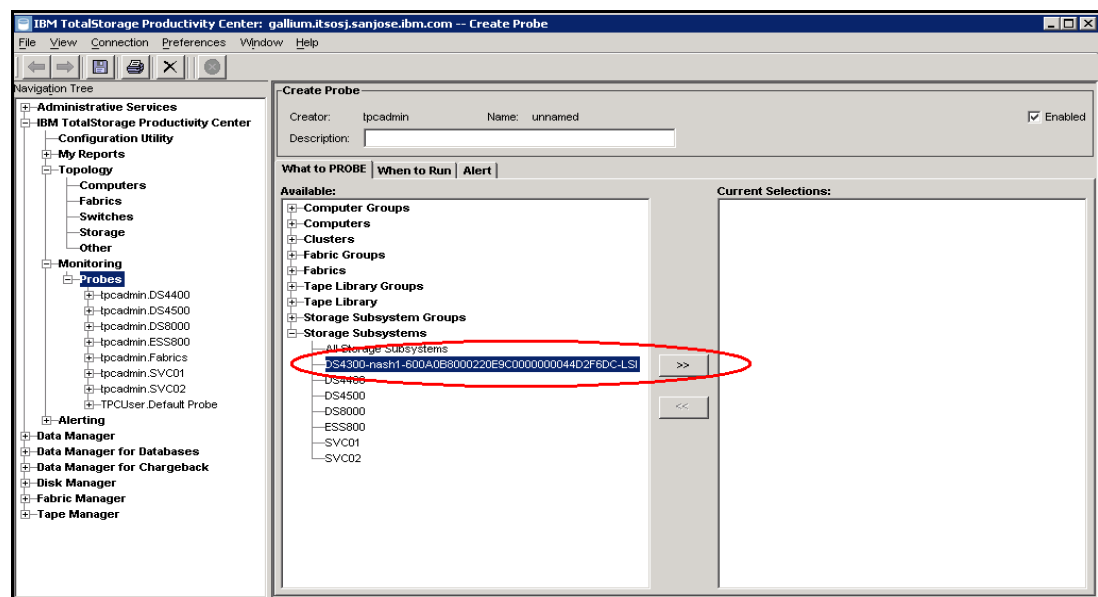 IBM TotalStorage Productivity Center: gallium.itsosj.sanjose.ibm.com -- Create Probe
File View Connection Preferences Window Help
Navigation Tree
Administrative Services
IBM TotalStorage Productivity Center
Configuration Utility
My Reports
Topology
Computers
Fabrics
Switches
Storage
Other
Monitoring
Probes
tpcadmin.DS4400
tpcadmin.DS4500
tpcadmin.DS8000
tpcadmin.ESS800
tpcadmin.Fabrics
tpcadmin.SVC01
tpcadmin.SVC02
TPCUser.Default Probe
Alerting
Data Manager
Data Manager for Databases
Data Manager for Chargeback
Disk Manager
Fabric Manager
Tape Manager
Create Probe
Creator: tpcadmin Name: unnamed Enabled
Description:
What to PROBE When to Run Alert
Available:
Computer Groups
Computers
Clusters
Fabric Groups
Fabrics
Tape Library Groups
Tape Library
Storage Subsystem Groups
Storage Subsystems
All Storage Subsystems
DS4300-nash1-600A0B8000220E9C0000000044D2F6DC-LSI
DS4400
DS4500
DS8000
ESS800
SVC01
SVC02
>>
<<
Current Selections: